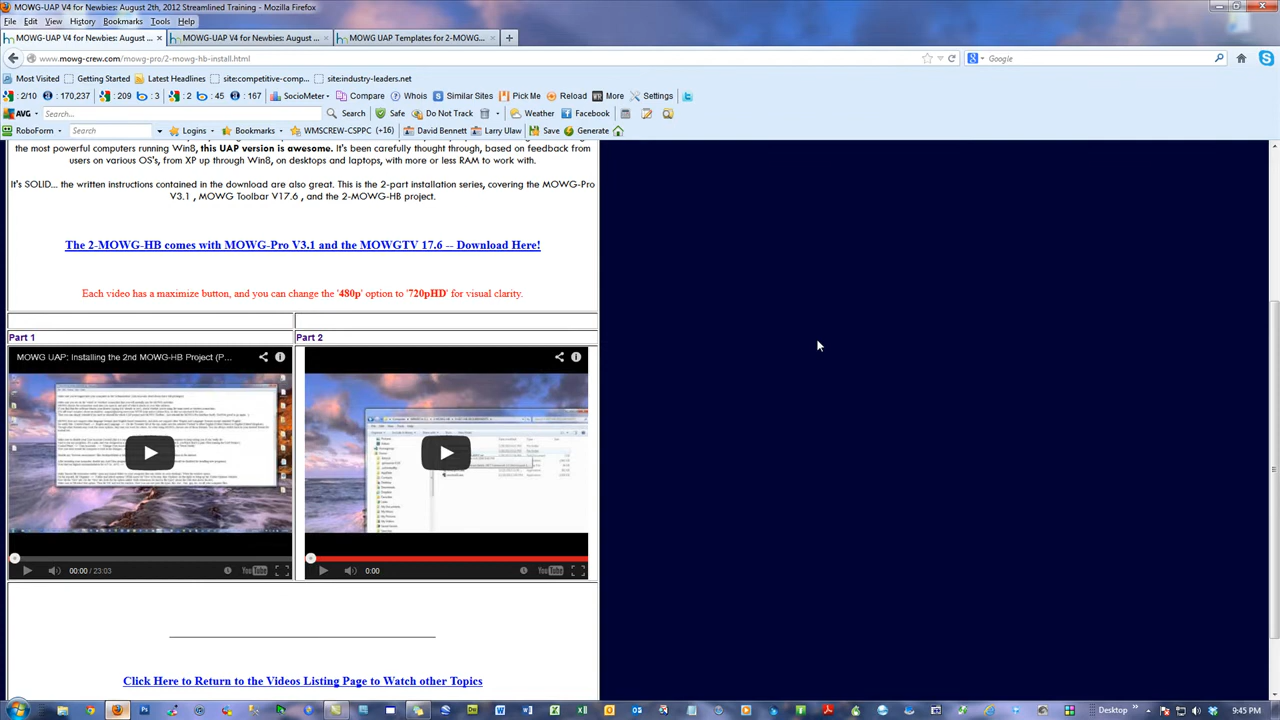 MOWG-UAP V4 for Newbies: August 2th, 2012 Streamlined Training - Mozilla Firefox
File Edit View History Bookmarks Tools Help
MOWG-UAP V4 for Newbies: August ... × MOWG-UAP V4 for Newbies: August ... × MOWG UAP Templates for 2-MOWG... × +
www.mowg-crew.com/mowg-pro/2-mowg-hb-install.html Google
Most Visited Getting Started Latest Headlines site:competitive-comp... site:industry-leaders.net
: 2/10 : 170,237 : 209 : 3 : 2 : 45 : 167 SocioMeter Compare Whois Similar Sites Pick Me Reload More Settings
AVG Search... Search Safe Do Not Track Weather Facebook
RoboForm Search Logins Bookmarks WMSCREW-CSPPC (+16) David Bennett Larry Ulaw Save Generate
the most powerful computers running Win8, this UAP version is awesome. It's been carefully thought through, based on feedback from
users on various OS's, from XP up through Win8, on desktops and laptops, with more or less RAM to work with.
It's SOLID... the written instructions contained in the download are also great. This is the 2-part installation series, covering the MOWG-Pro
V3.1 , MOWG Toolbar V17.6 , and the 2-MOWG-HB project.
The 2-MOWG-HB comes with MOWG-Pro V3.1 and the MOWGTV 17.6 -- Download Here!
Each video has a maximize button, and you can change the '480p' option to '720pHD' for visual clarity.
Part 1 Part 2
MOWG UAP: Installing the 2nd MOWG-HB Project (P...
00:00 / 23:03 YouTube 0:00 YouTube
Click Here to Return to the Videos Listing Page to Watch other Topics
Desktop 9:45 PM